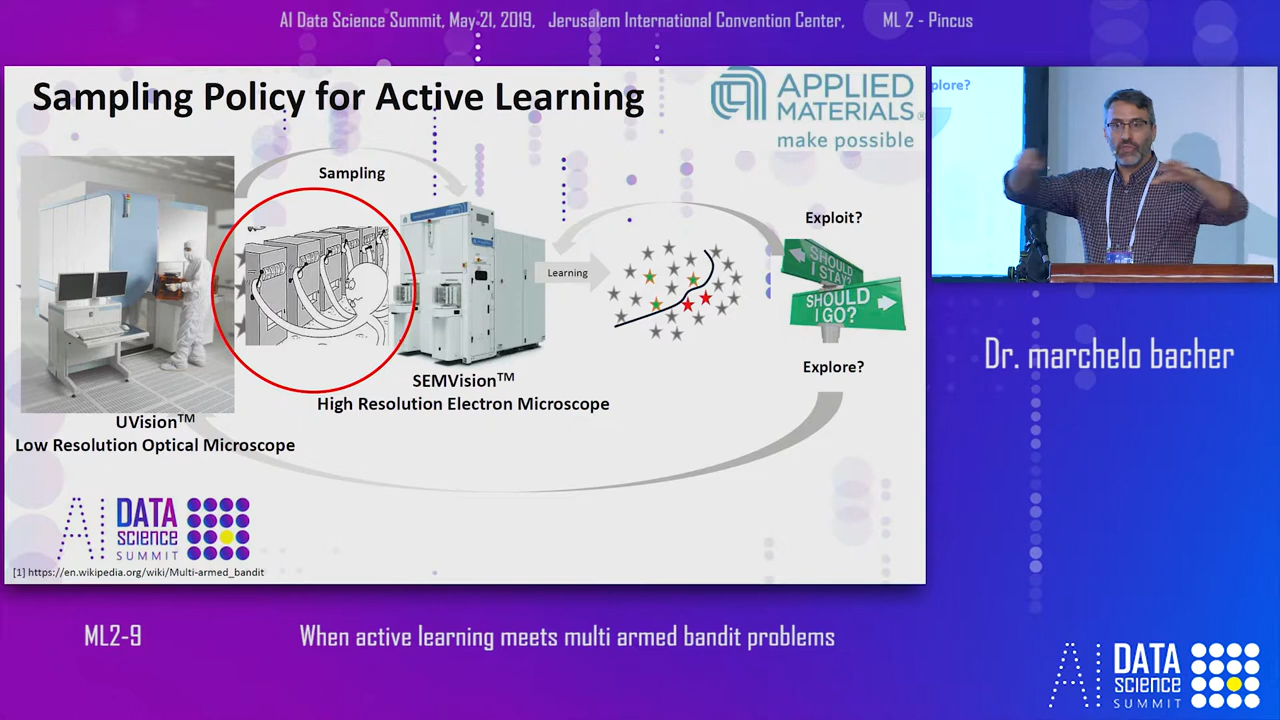 AI Data Science Summit, May 21, 2019, Jerusalem International Convention Center, ML 2 - Pincus
Sampling Policy for Active Learning
APPLIED
MATERIALS®
make possible
plore?
Sampling
Exploit?
Learning
SHOULD
I STAY?
SHOULD
I GO?
Explore?
SEMVision™
High Resolution Electron Microscope
UVision™
Low Resolution Optical Microscope
Dr. marchelo bacher
AI DATA
science
SUMMIT
[1] https://en.wikipedia.org/wiki/Multi-armed_bandit
ML2-9 When active learning meets multi armed bandit problems
AI DATA
science
SUMMIT